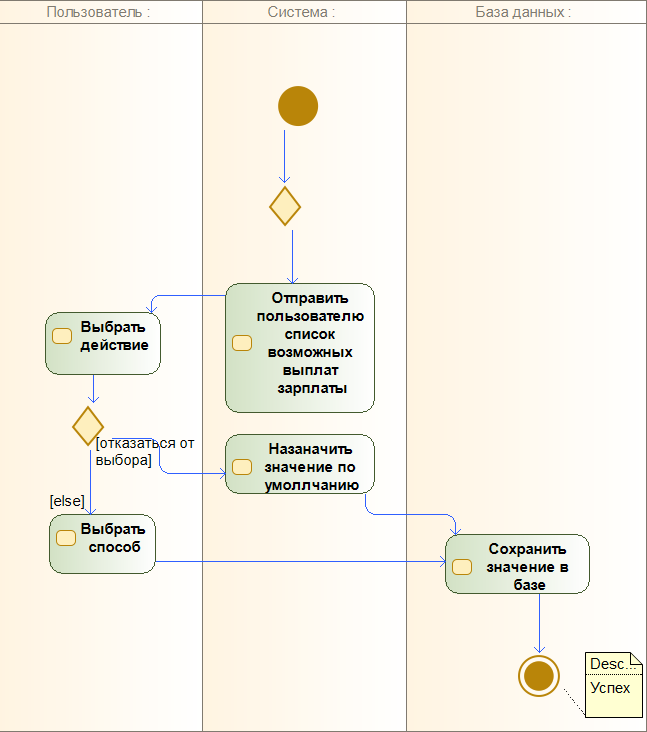 Пользователь :
Система :
База данных :
Отправить
пользователю
список
возможных
выплат
зарплаты
Выбрать
действие
[отказаться от
выбора]
Назаначить
значение по
умоллчанию
[else]
Выбрать
способ
Сохранить
значение в
базе
Desc...
Успех